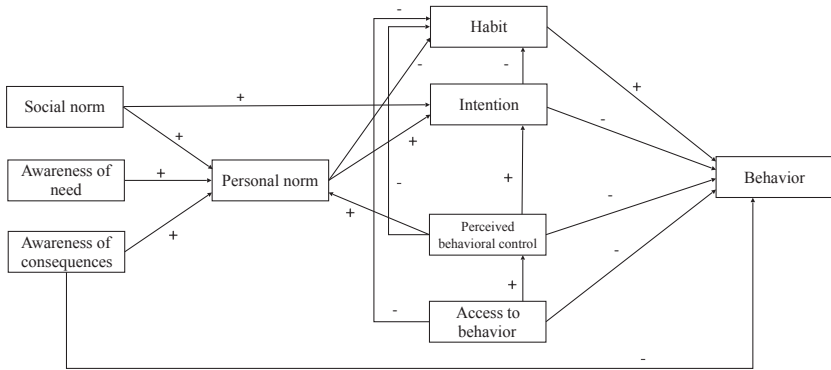 -
Habit
-
-
+
+
Intention
Social norm
+
-
+
Awareness of
need
+
Personal norm
-
+
Behavior
+
-
Perceived
behavioral control
+
Awareness of
consequences
-
+
-
Access to
behavior
-